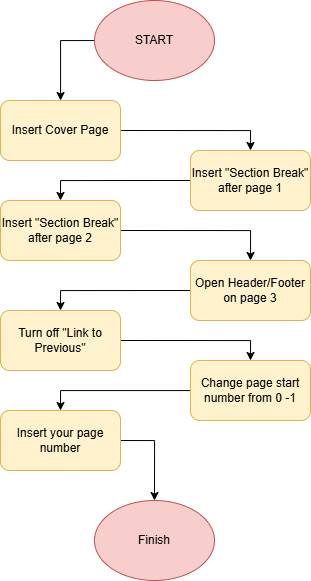 START
Insert Cover Page
Insert "Section Break"
after page 1
Insert "Section Break"
after page 2
Open Header/Footer
on page 3
Turn off "Link to
Previous"
Change page start
number from 0 -1
Insert your page
number
Finish